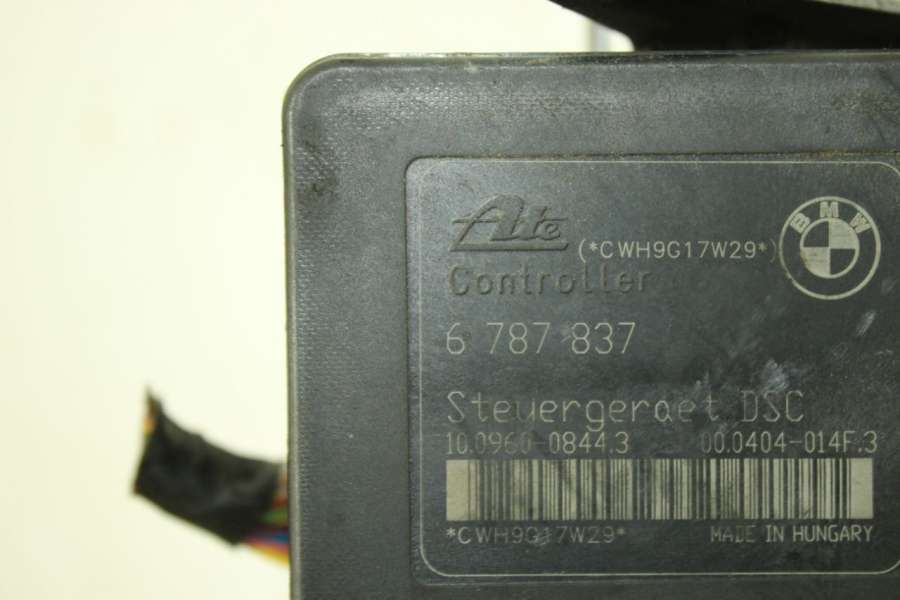 Ate (*CWH9G17W29*) BMW
Controller
6 787 837
Steuergeraet DSC
10.0960-0844.3 00.0404-014F.3
*CWH9G17W29* MADE IN HUNGARY